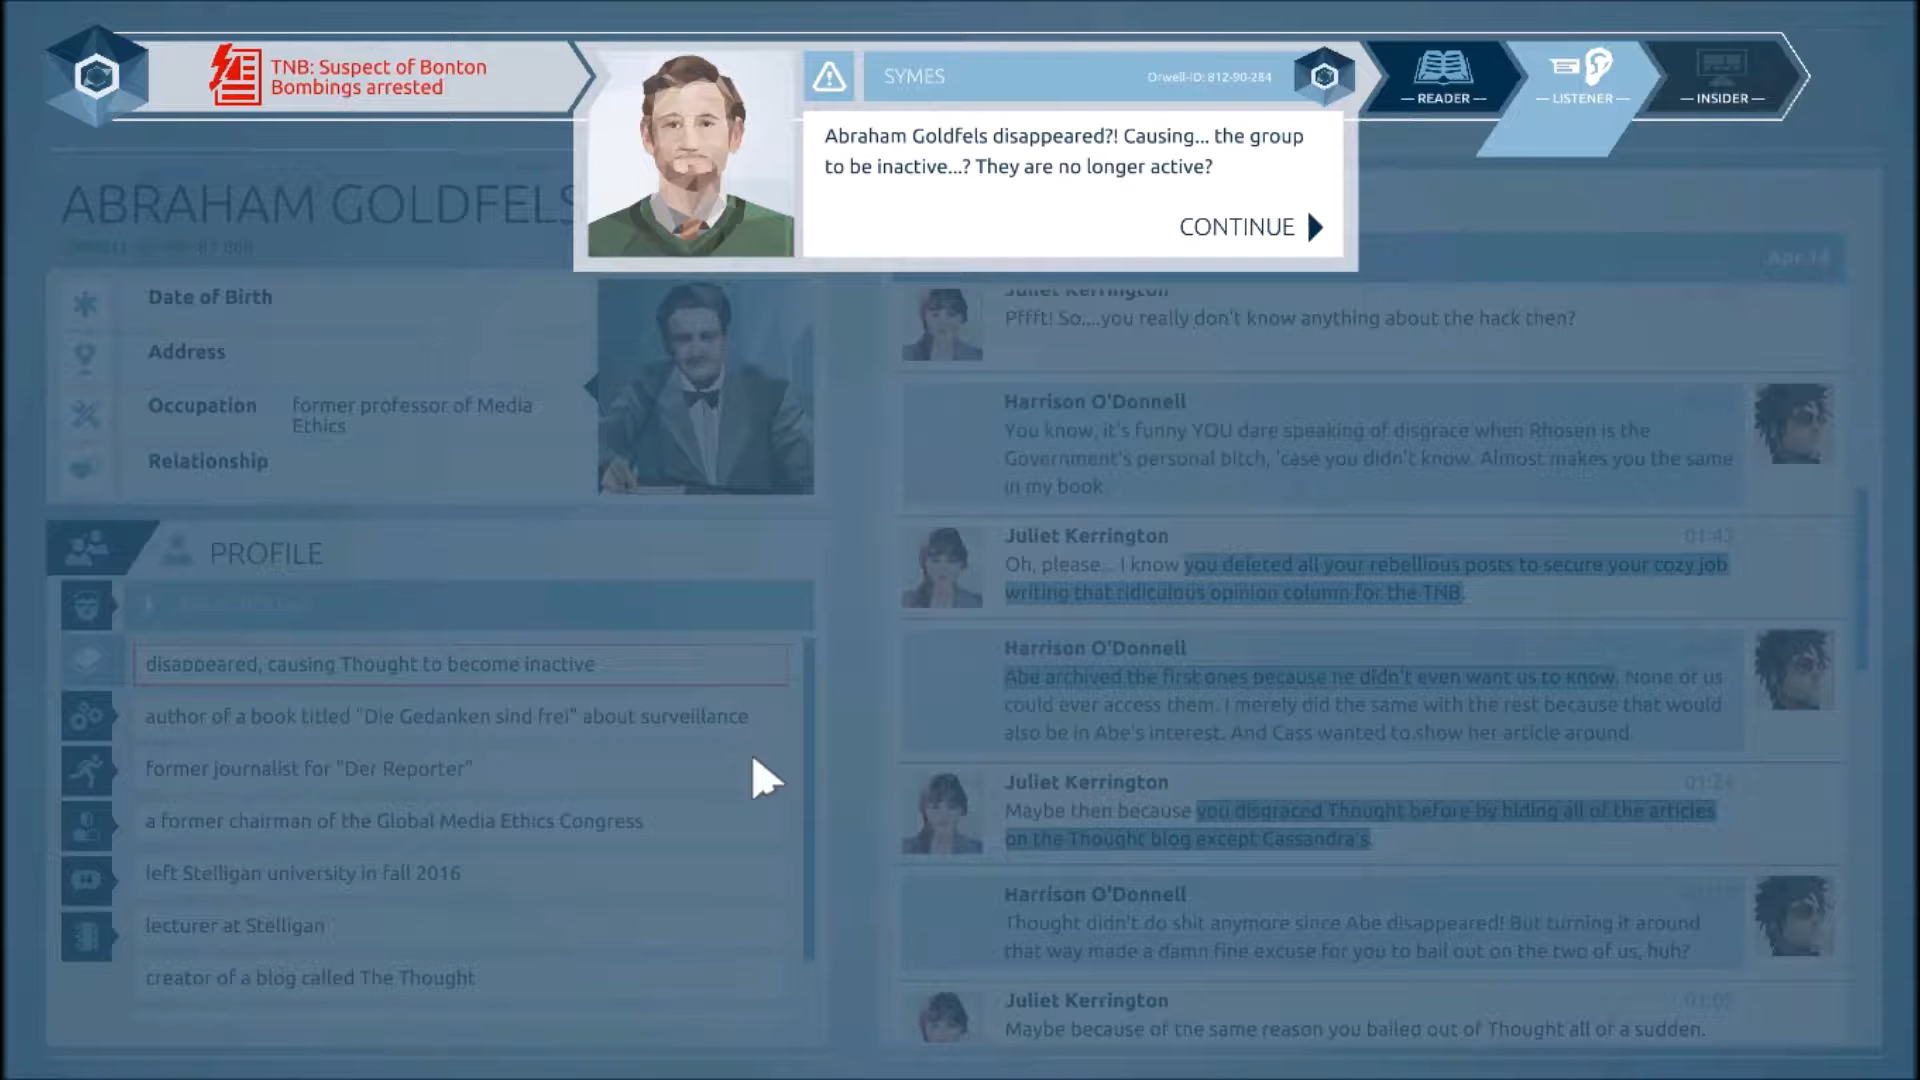 TNB: Suspect of Bonton
Bombings arrested
SYMES
Orwell-ID: 812-90-284
Abraham Goldfels disappeared?! Causing... the group
to be inactive...? They are no longer active?
CONTINUE
READER
LISTENER
INSIDER
ABRAHAM GOLDFELS
Date of Birth
Address
Occupation
former professor of Media
Ethics
Relationship
PROFILE
disappeared, causing Thought to become inactive
author of a book titled "Die Gedanken sind frei" about surveillance
former journalist for "Der Reporter"
a former chairman of the Global Media Ethics Congress
left Stelligan university in fall 2016
lecturer at Stelligan
creator of a blog called The Thought
Apr 14
Juliet Kerrington
Pffft! So....you really don't know anything about the hack then?
Harrison O'Donnell
You know, it's funny YOU dare speaking of disgrace when Rhosen is the
Government's personal bitch, 'case you didn't know. Almost makes you the same
in my book.
Juliet Kerrington
01:43
Oh, please... I know you deleted all your rebellious posts to secure your cozy job
writing that ridiculous opinion column for the TNB.
Harrison O'Donnell
Abe archived the first ones because he didn't even want us to know. None of us
could ever access them. I merely did the same with the rest because that would
also be in Abe's interest. And Cass wanted to show her article around.
Juliet Kerrington
01:24
Maybe then because you disgraced Thought before by hiding all of the articles
on the Thought blog except Cassandra's.
Harrison O'Donnell
Thought didn't do shit anymore since Abe disappeared! But turning it around
that way made a damn fine excuse for you to bail out on the two of us, huh?
Juliet Kerrington
Maybe because of the same reason you bailed out of Thought all of a sudden.